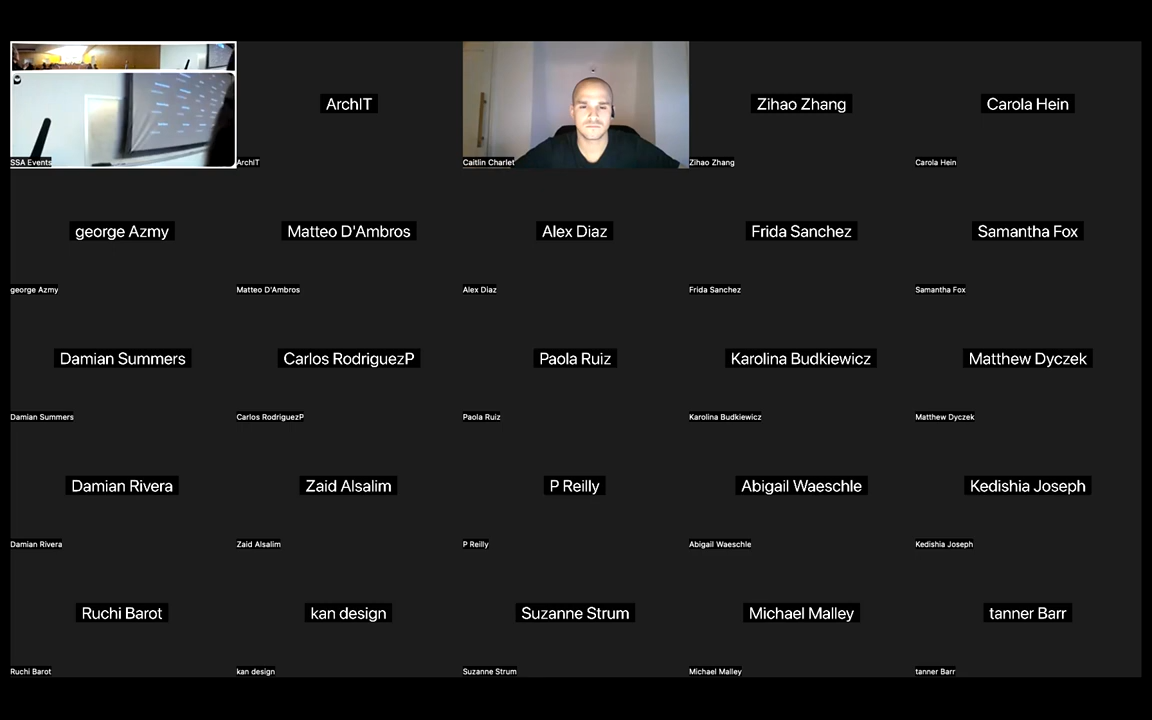 SSA Events
ArchIT
ArchIT
Caitlin Charlet
Zihao Zhang
Zihao Zhang
Carola Hein
Carola Hein
george Azmy
george Azmy
Matteo D'Ambros
Matteo D'Ambros
Alex Diaz
Alex Diaz
Frida Sanchez
Frida Sanchez
Samantha Fox
Samantha Fox
Damian Summers
Damian Summers
Carlos RodriguezP
Carlos RodriguezP
Paola Ruiz
Paola Ruiz
Karolina Budkiewicz
Karolina Budkiewicz
Matthew Dyczek
Matthew Dyczek
Damian Rivera
Damian Rivera
Zaid Alsalim
Zaid Alsalim
P Reilly
P Reilly
Abigail Waeschle
Abigail Waeschle
Kedishia Joseph
Kedishia Joseph
Ruchi Barot
Ruchi Barot
kan design
kan design
Suzanne Strum
Suzanne Strum
Michael Malley
Michael Malley
tanner Barr
tanner Barr